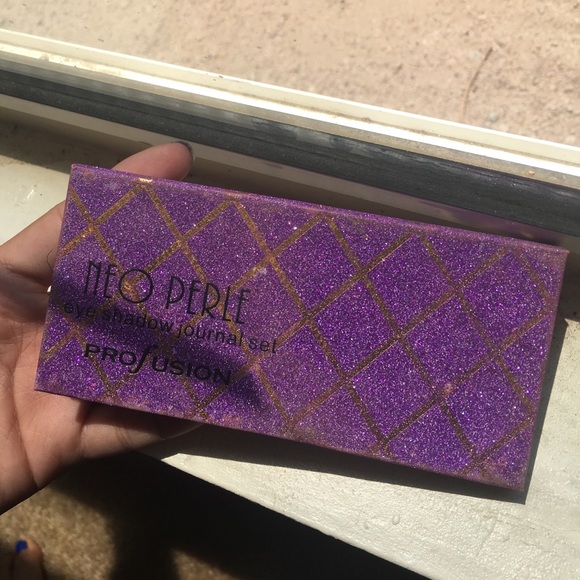 NEO PERLE
eye shadow journal set
PROfUSION